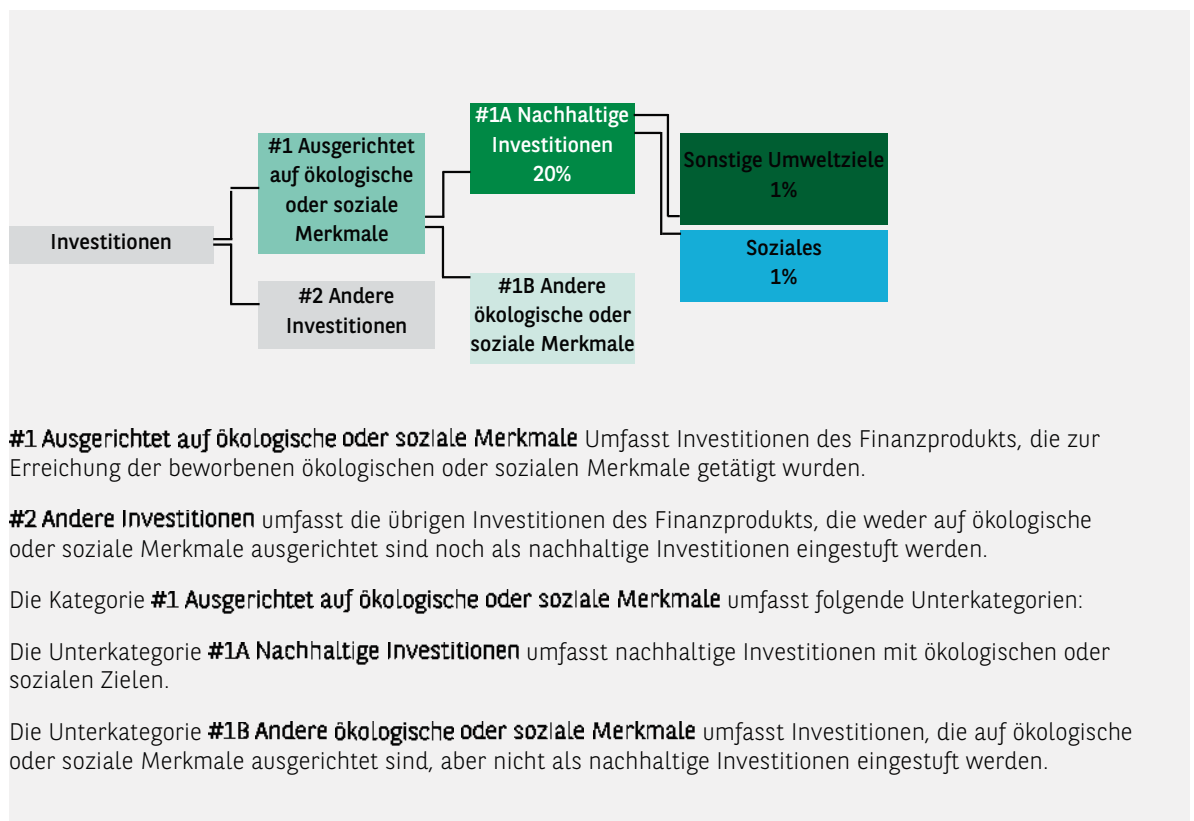 #1A Nachhaltige
Investitionen
20%
#1 Ausgerichtet
auf ökologische
oder soziale
Merkmale
Sonstige Umweltziele
1%
Investitionen
Soziales
1%
#2 Andere
Investitionen
#1B Andere
ökologische oder
soziale Merkmale
#1 Ausgerichtet auf ökologische oder soziale Merkmale Umfasst Investitionen des Finanzprodukts, die zur
Erreichung der beworbenen ökologischen oder sozialen Merkmale getätigt wurden.
#2 Andere Investitionen umfasst die übrigen Investitionen des Finanzprodukts, die weder auf ökologische
oder soziale Merkmale ausgerichtet sind noch als nachhaltige Investitionen eingestuft werden.
Die Kategorie #1 Ausgerichtet auf ökologische oder soziale Merkmale umfasst folgende Unterkategorien:
Die Unterkategorie #1A Nachhaltige Investitionen umfasst nachhaltige Investitionen mit ökologischen oder
sozialen Zielen.
Die Unterkategorie #1B Andere ökologische oder soziale Merkmale umfasst Investitionen, die auf ökologische
oder soziale Merkmale ausgerichtet sind, aber nicht als nachhaltige Investitionen eingestuft werden.